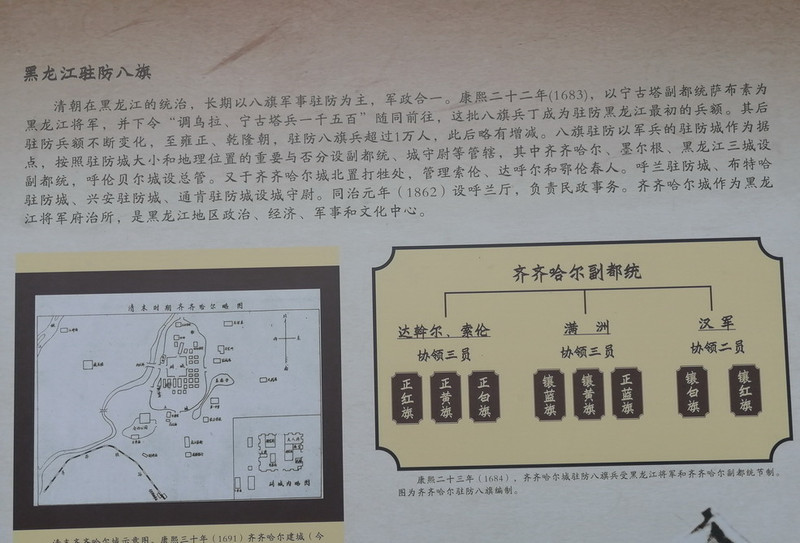 黑龙江驻防八旗
清朝在黑龙江的统治，长期以八旗军事驻防为主，军政合一。康熙二十二年(1683)，以宁古塔副都统萨布素为
黑龙江将军，并下令“调乌拉、宁古塔兵一千五百”随同前往，这批八旗兵丁成为驻防黑龙江最初的兵额。其后
驻防兵额不断变化，至雍正、乾隆朝，驻防八旗兵超过1万人，此后略有增减。八旗驻防以军兵的驻防城作为据
点，按照驻防城大小和地理位置的重要与否分设副都统、城守尉等管辖，其中齐齐哈尔、墨尔根、黑龙江三城设
副都统，呼伦贝尔城设总管。又于齐齐哈尔城北置打牲处，管理索伦、达呼尔和鄂伦春人。呼兰驻防城、布特哈
驻防城、兴安驻防城、通肯驻防城设城守尉。同治元年（1862）设呼兰厅，负责民政事务。齐齐哈尔城作为黑龙
江将军府治所，是黑龙江地区政治、经济、军事和文化中心。
清末时期齐齐哈尔略图
城内略图
清末齐齐哈尔城示意图。康熙三十年（1691）齐齐哈尔建城（今
齐齐哈尔副都统
达斡尔、索伦 满洲 汉军
协领三员 协领三员 协领二员
正红旗 正黄旗 正白旗 镶蓝旗 镶黄旗 正蓝旗 镶白旗 镶红旗
康熙二十三年（1684），齐齐哈尔城驻防八旗兵受黑龙江将军和齐齐哈尔副都统节制。
图为齐齐哈尔驻防八旗编制。